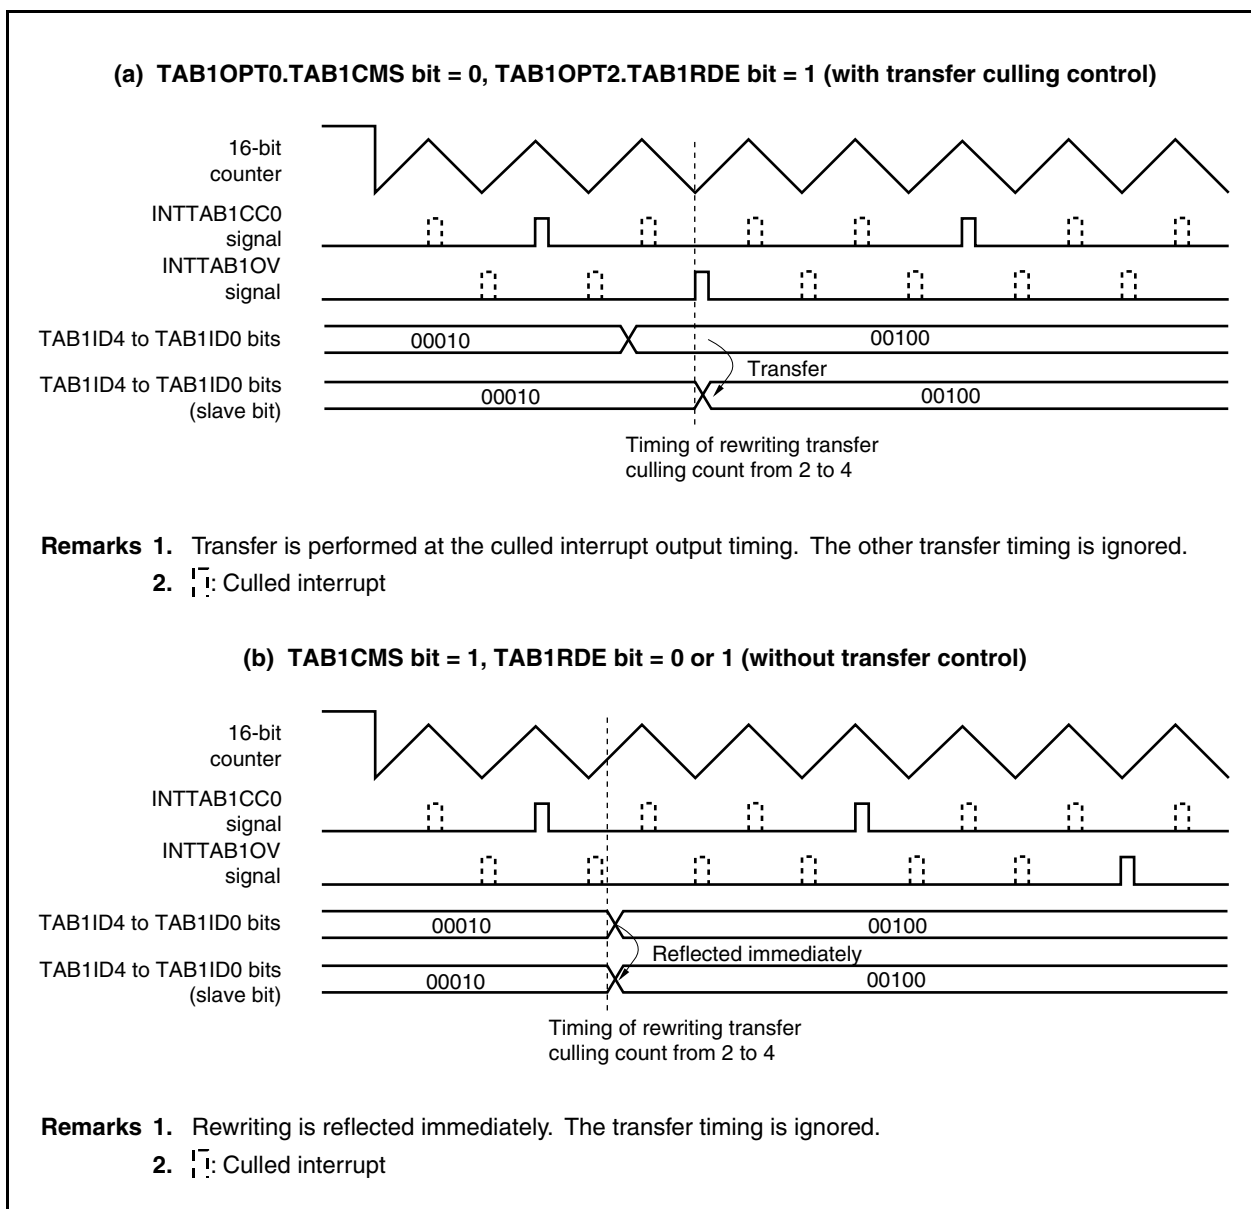 (a) TAB1OPT0.TAB1CMS bit = 0, TAB1OPT2.TAB1RDE bit = 1 (with transfer culling control)
16-bit
counter
INTTAB1CC0
signal
INTTAB1OV
signal
TAB1ID4 to TAB1ID0 bits
00010
00100
Transfer
TAB1ID4 to TAB1ID0 bits
(slave bit)
00010
00100
Timing of rewriting transfer
culling count from 2 to 4
Remarks 1. Transfer is performed at the culled interrupt output timing. The other transfer timing is ignored.
2. : Culled interrupt
(b) TAB1CMS bit = 1, TAB1RDE bit = 0 or 1 (without transfer control)
16-bit
counter
INTTAB1CC0
signal
INTTAB1OV
signal
TAB1ID4 to TAB1ID0 bits
00010
00100
Reflected immediately
TAB1ID4 to TAB1ID0 bits
(slave bit)
00010
00100
Timing of rewriting transfer
culling count from 2 to 4
Remarks 1. Rewriting is reflected immediately. The transfer timing is ignored.
2. : Culled interrupt